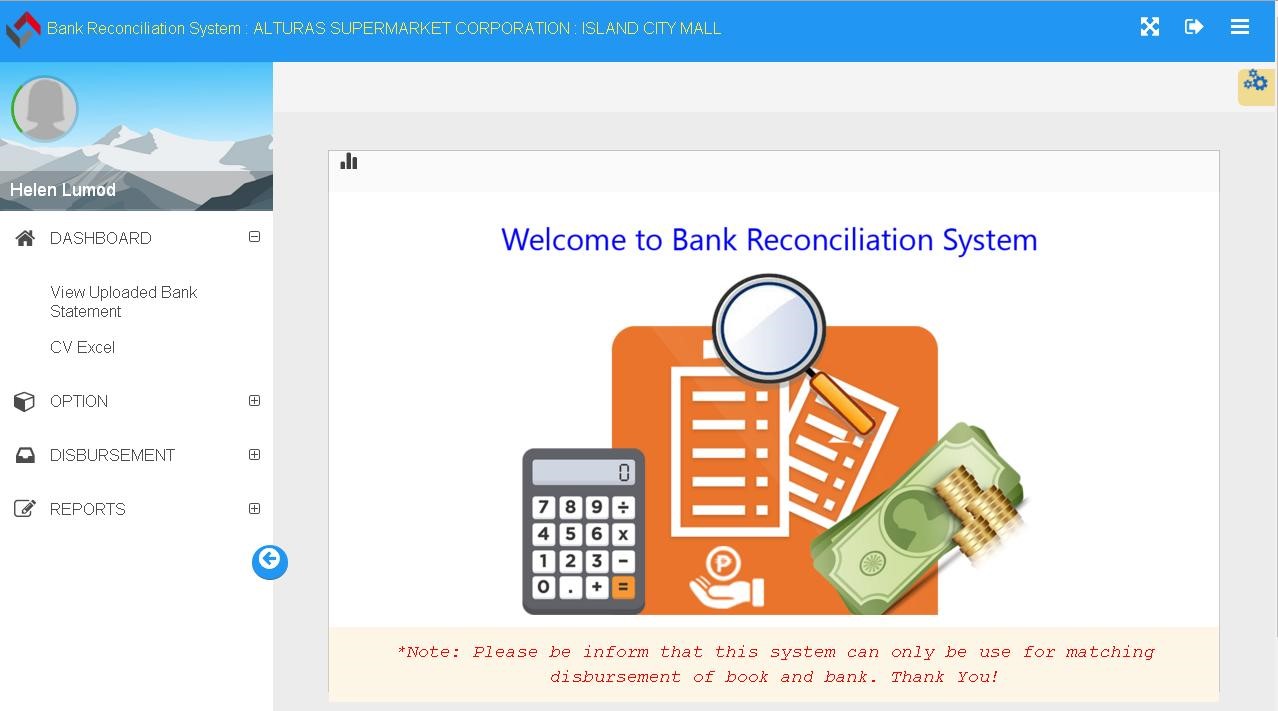 Bank Reconciliation System : ALTURAS SUPERMARKET CORPORATION : ISLAND CITY MALL
Helen Lumod
DASHBOARD
View Uploaded Bank
Statement
CV Excel
OPTION
DISBURSEMENT
REPORTS
Welcome to Bank Reconciliation System
0
7 8 9 ÷
4 5 6 x
1 2 3 −
0 . + =
P
*Note: Please be inform that this system can only be use for matching
disbursement of book and bank. Thank You!